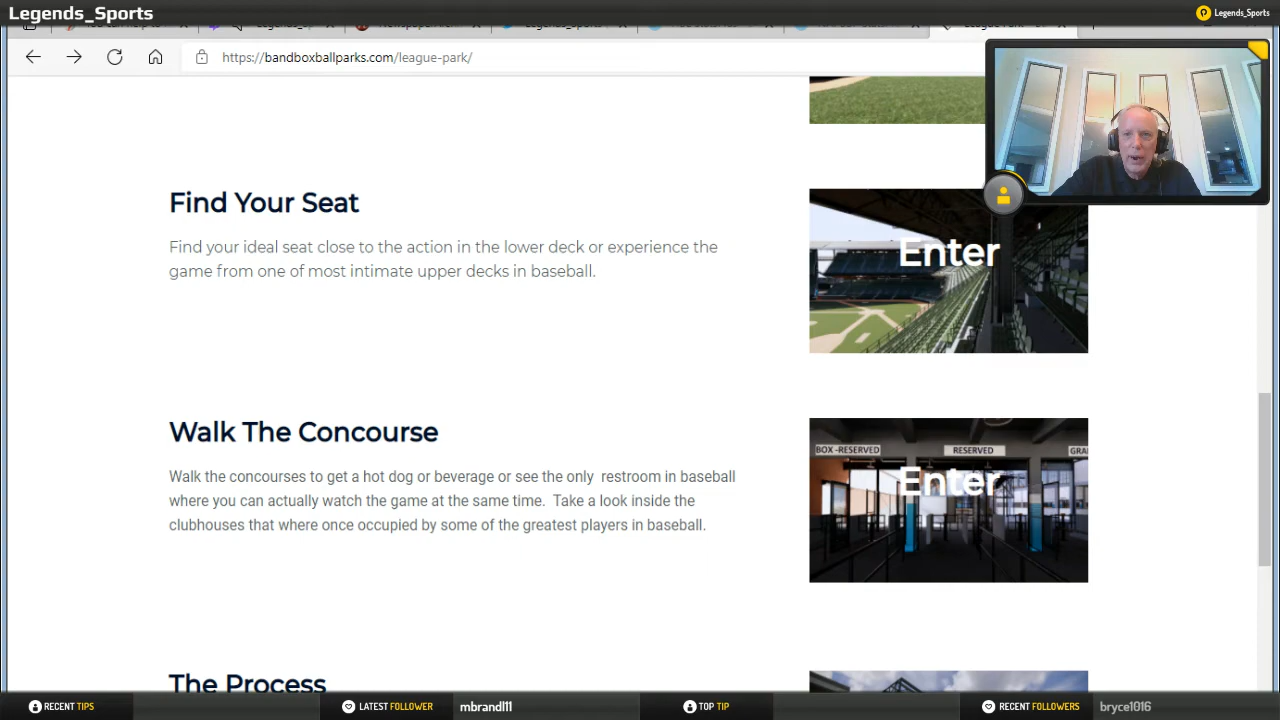 Legends_Sports
Legends_Sports
https://bandboxballparks.com/league-park/
Find Your Seat
Find your ideal seat close to the action in the lower deck or experience the
game from one of most intimate upper decks in baseball.
Enter
Walk The Concourse
Walk the concourses to get a hot dog or beverage or see the only restroom in baseball
where you can actually watch the game at the same time. Take a look inside the
clubhouses that where once occupied by some of the greatest players in baseball.
BOX-RESERVED
RESERVED
GRA
Enter
The Process
RECENT TIPS
LATEST FOLLOWER
mbrandl11
TOP TIP
RECENT FOLLOWERS
bryce1016